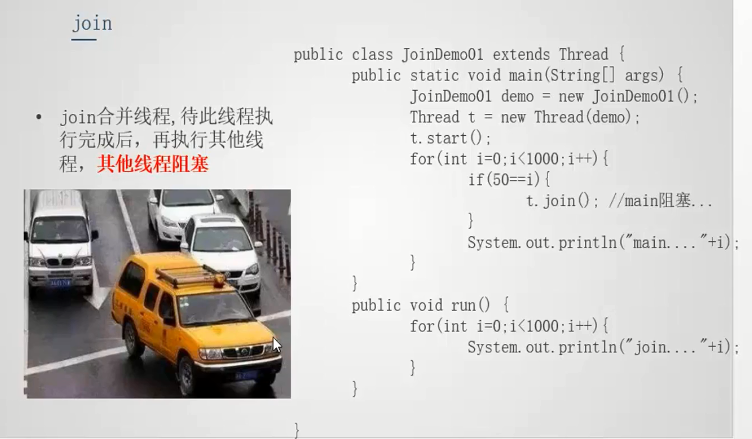 join
• join合并线程,待此线程执
行完成后，再执行其他线
程，其他线程阻塞
public class JoinDemo01 extends Thread {
public static void main(String[] args) {
JoinDemo01 demo = new JoinDemo01();
Thread t = new Thread(demo);
t.start();
for(int i=0;i<1000;i++){
if(50==i){
t.join(); //main阻塞...
}
System.out.println("main...."+i);
}
}
public void run() {
for(int i=0;i<1000;i++){
System.out.println("join...."+i);
}
}
}